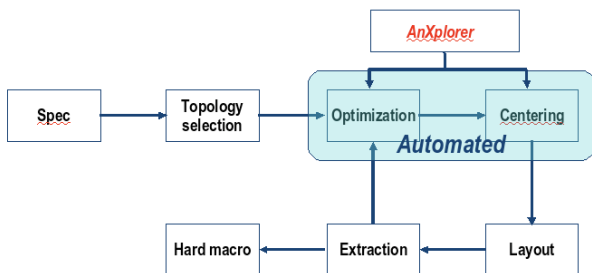 AnXplorer
Spec
Topology
selection
Optimization
Centering
Automated
Hard macro
Extraction
Layout